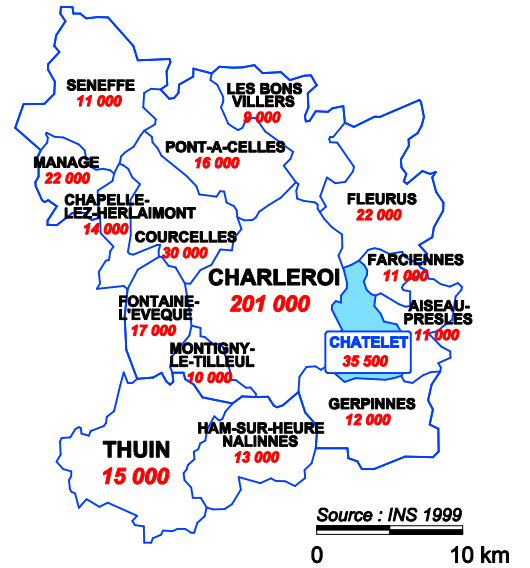 SENEFFE
11 000
LES BONS
VILLERS
9 000
PONT-A-CELLES
16 000
MANAGE
22 000
CHAPELLE-
LEZ-HERLAIMONT
14 000
COURCELLES
30 000
FLEURUS
22 000
FARCIENNES
11 000
CHARLEROI
201 000
AISEAU-
PRESLES
11 000
FONTAINE-
L'EVEQUE
17 000
CHATELET
35 500
MONTIGNY-
LE-TILLEUL
10 000
GERPINNES
12 000
HAM-SUR-HEURE
NALINNES
13 000
THUIN
15 000
Source : INS 1999
0 10 km